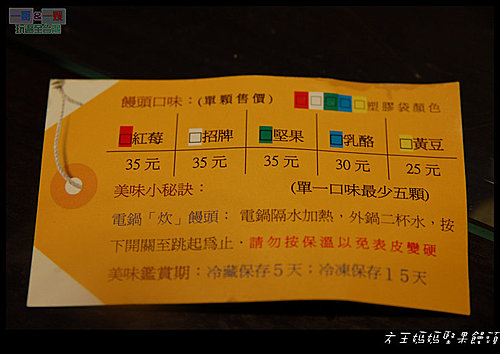 饅頭口味：(單顆售價) □□□□□塑膠袋顏色
□紅莓 □招牌 □堅果 □乳酪 □黃豆
35元 35元 35元 30元 25元
美味小秘訣： (單一口味最少五顆)
電鍋「炊」饅頭： 電鍋隔水加熱，外鍋二杯水，按
下開關至跳起為止．請勿按保溫以免表皮變硬
美味鑑賞期：冷藏保存５天；冷凍保存１５天
王媽媽堅果饅頭